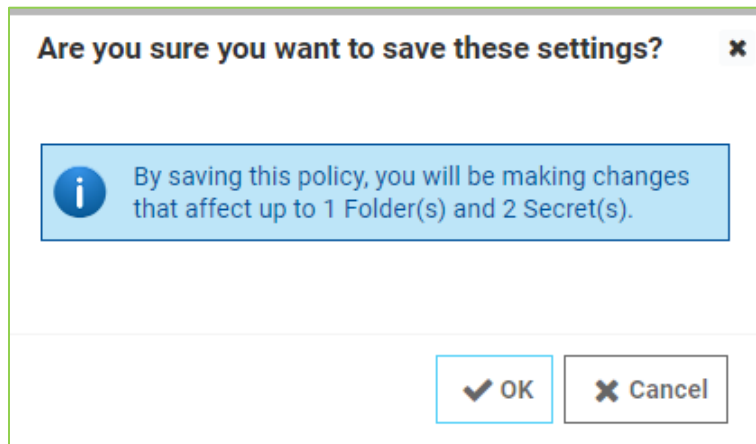 Are you sure you want to save these settings?
By saving this policy, you will be making changes
that affect up to 1 Folder(s) and 2 Secret(s).
OK
Cancel